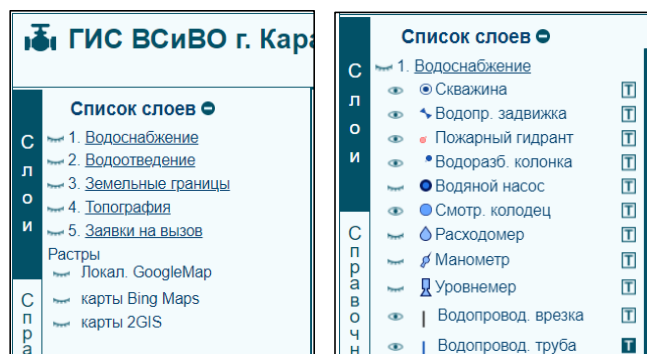 ГИС ВСиВО г. Кара
Слои
Список слоев
1. Водоснабжение
2. Водоотведение
3. Земельные границы
4. Топография
5. Заявки на вызов
Растры
Локал. GoogleMap
карты Bing Maps
карты 2GIS
Спра
Слои
Список слоев
1. Водоснабжение
Скважина T
Водопр. задвижка T
Пожарный гидрант T
Водоразб. колонка T
Водяной насос T
Смотр. колодец T
Расходомер T
Манометр T
Уровнемер T
Водопровод. врезка T
Водопровод. труба T
Справочн